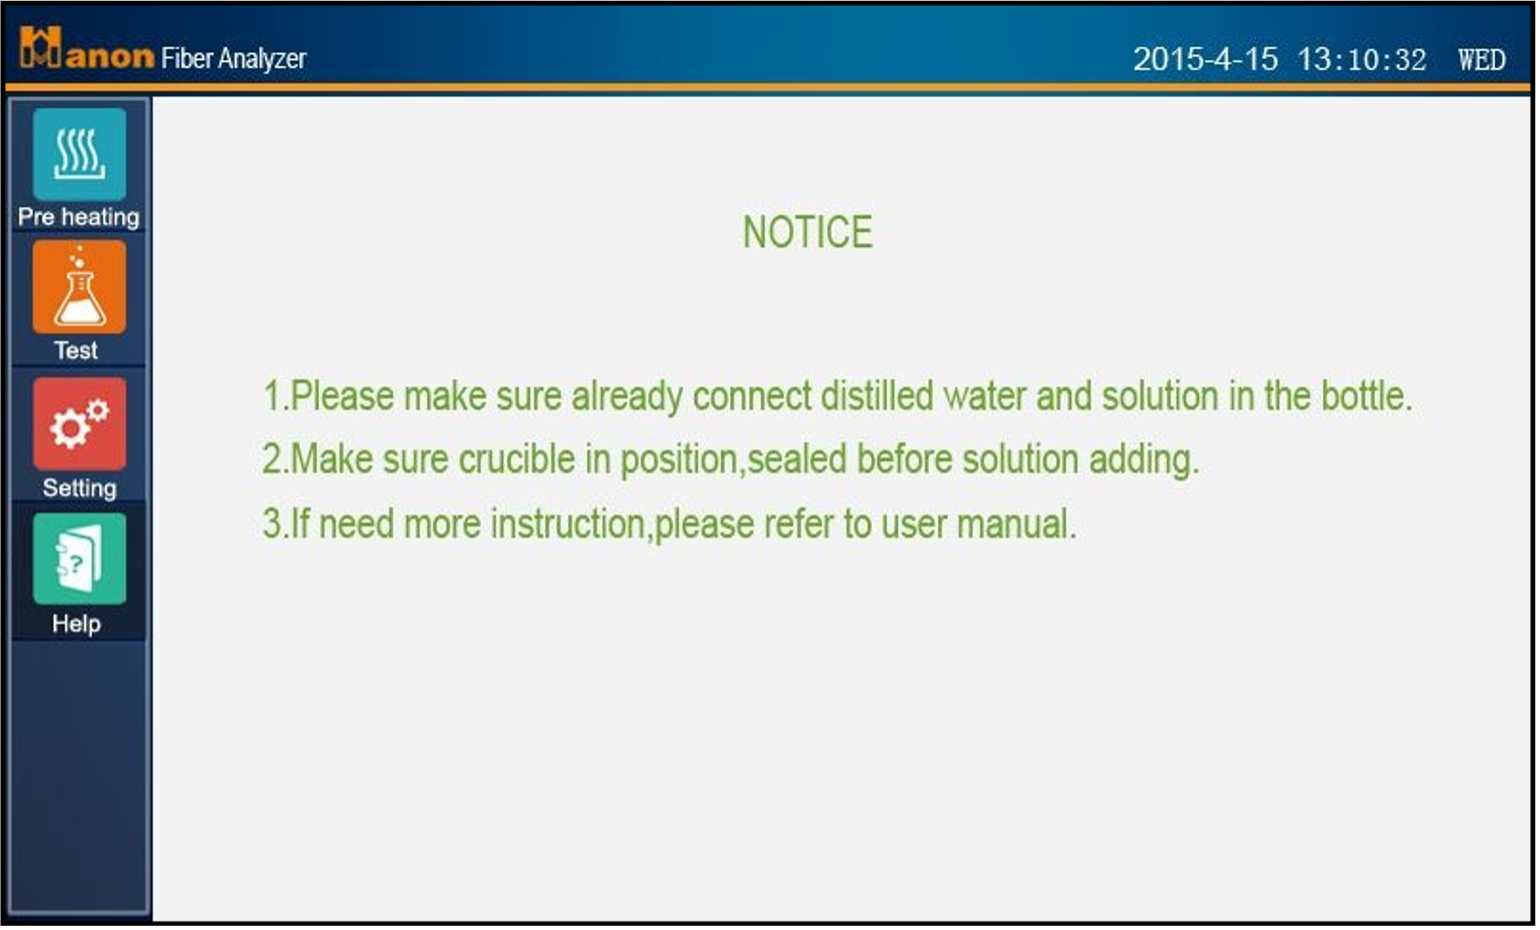 Hanon Fiber Analyzer
2015-4-15 13:10:32 WED
Pre heating
Test
Setting
?
Help
NOTICE
1.Please make sure already connect distilled water and solution in the bottle.
2.Make sure crucible in position,sealed before solution adding.
3.If need more instruction,please refer to user manual.